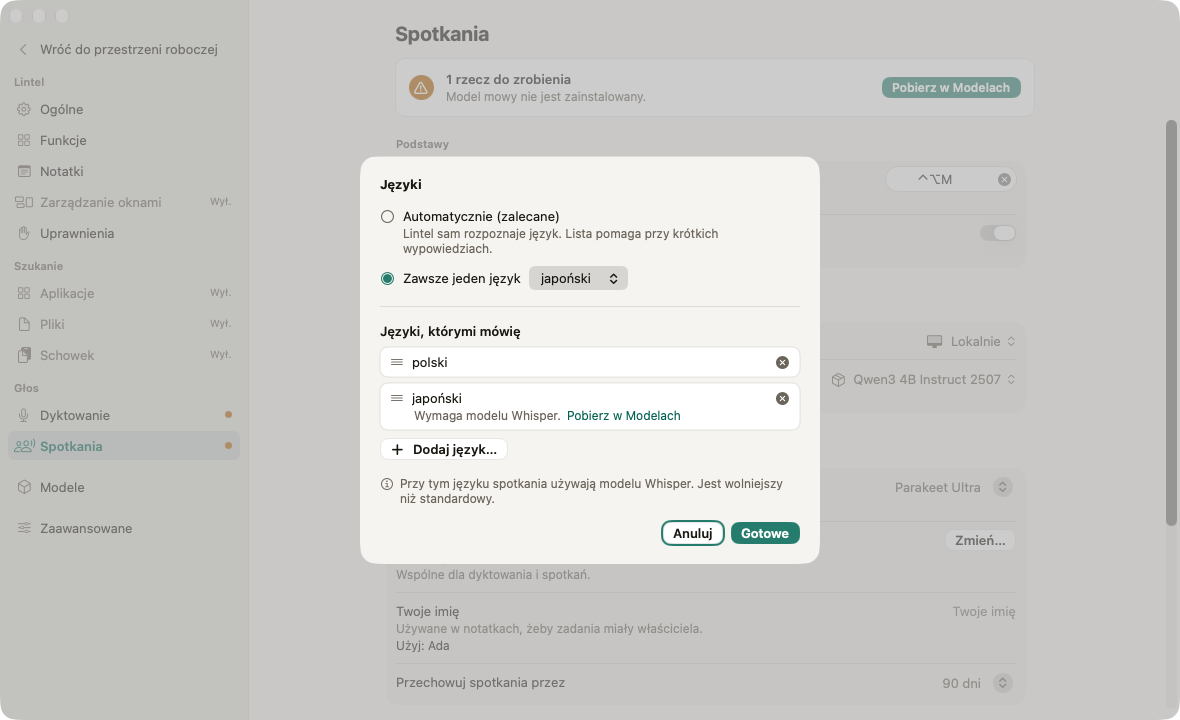 Wróć do przestrzeni roboczej
Lintel
Ogólne
Funkcje
Notatki
Zarządzanie oknami Wył.
Uprawnienia
Szukanie
Aplikacje Wył.
Pliki Wył.
Schowek Wył.
Głos
Dyktowanie
Spotkania
Modele
Zaawansowane
Spotkania
1 rzecz do zrobienia
Model mowy nie jest zainstalowany.
Pobierz w Modelach
Podstawy
^⌥M
Lokalnie
Qwen3 4B Instruct 2507
Parakeet Ultra
Zmień...
Wspólne dla dyktowania i spotkań.
Twoje imię Twoje imię
Używane w notatkach, żeby zadania miały właściciela.
Użyj: Ada
Przechowuj spotkania przez 90 dni
Języki
Automatycznie (zalecane)
Lintel sam rozpoznaje język. Lista pomaga przy krótkich
wypowiedziach.
Zawsze jeden język japoński
Języki, którymi mówię
polski
japoński
Wymaga modelu Whisper. Pobierz w Modelach
Dodaj język...
Przy tym języku spotkania używają modelu Whisper. Jest wolniejszy
niż standardowy.
Anuluj Gotowe